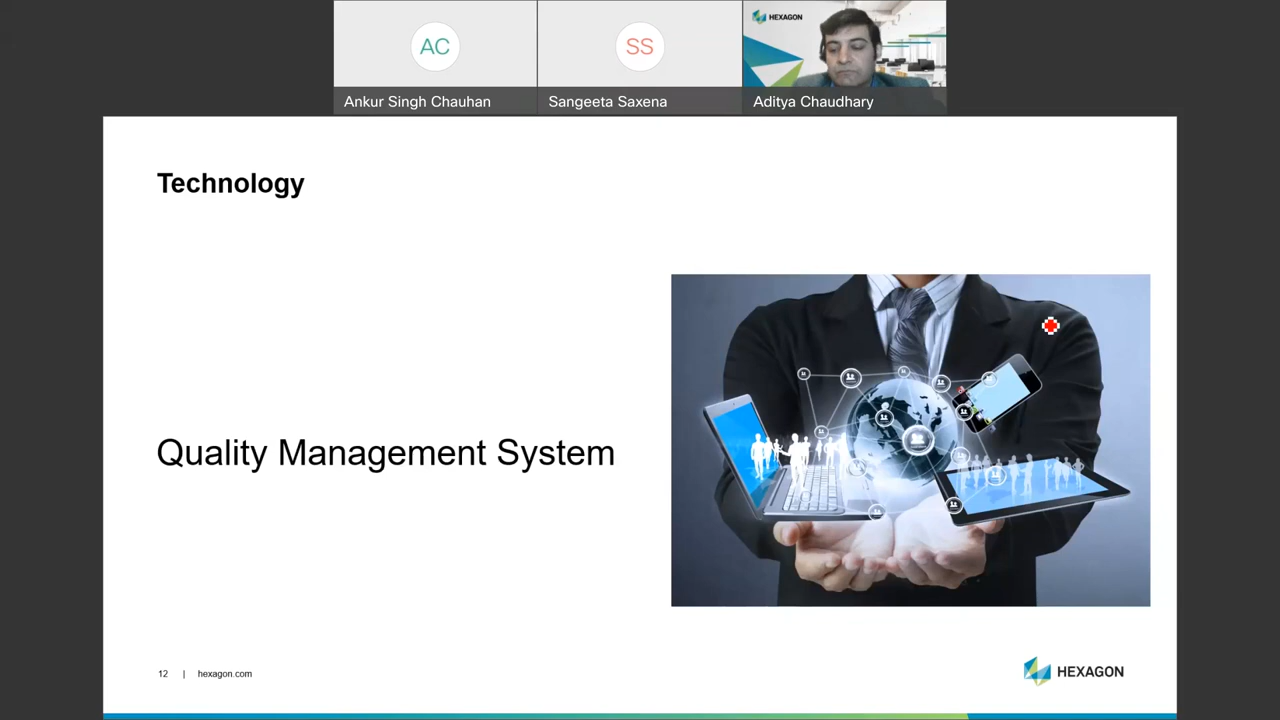 AC
SS
HEXAGON
Ankur Singh Chauhan
Sangeeta Saxena
Aditya Chaudhary
Technology
Quality Management System
12 | hexagon.com
HEXAGON